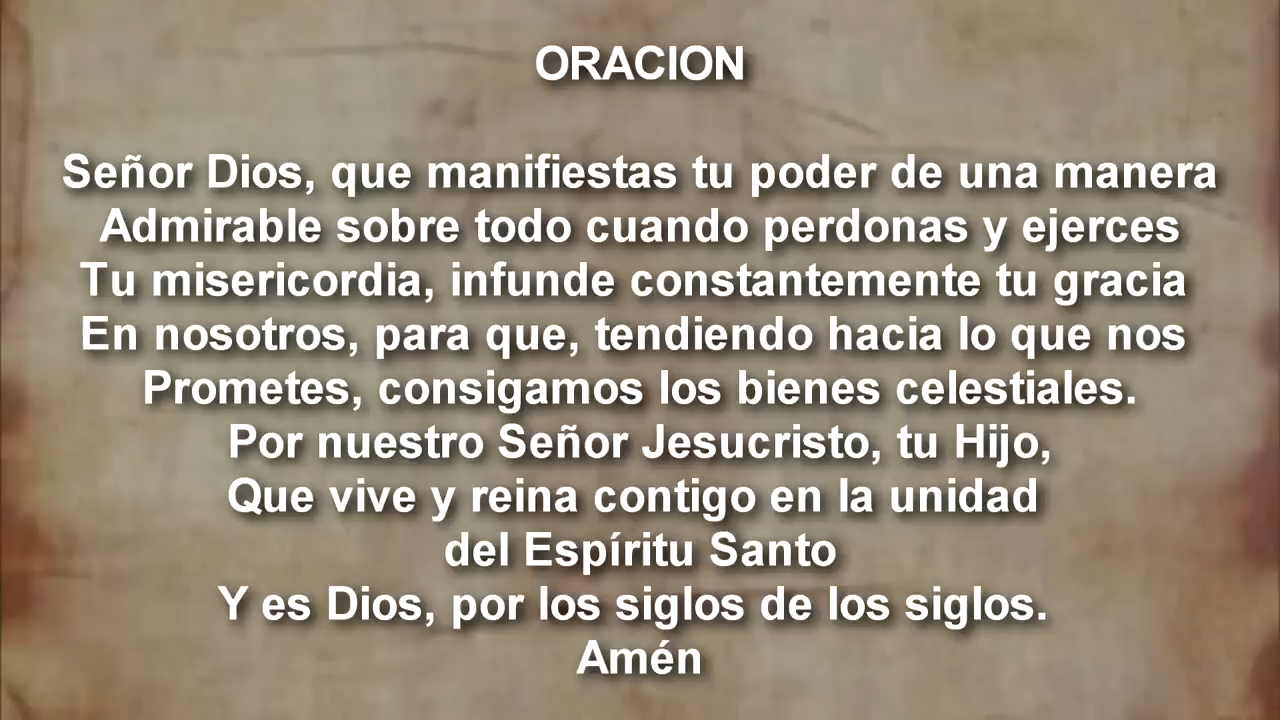 ORACION
Señor Dios, que manifiestas tu poder de una manera
Admirable sobre todo cuando perdonas y ejerces
Tu misericordia, infunde constantemente tu gracia
En nosotros, para que, tendiendo hacia lo que nos
Prometes, consigamos los bienes celestiales.
Por nuestro Señor Jesucristo, tu Hijo,
Que vive y reina contigo en la unidad
del Espíritu Santo
Y es Dios, por los siglos de los siglos.
Amén